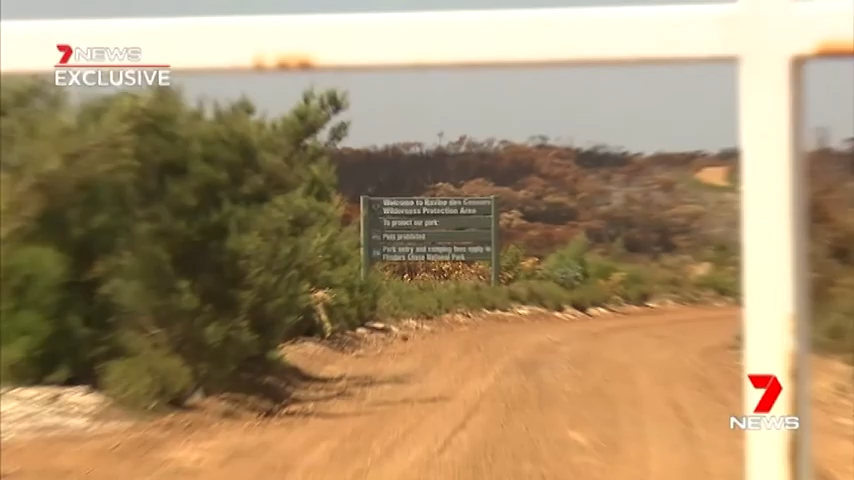 7NEWS
EXCLUSIVE
Welcome to Ravine des Casoars
Wilderness Protection Area
To protect our park:
Pets prohibited
Park entry and camping fees apply in
Flinders Chase National Park
7
NEWS